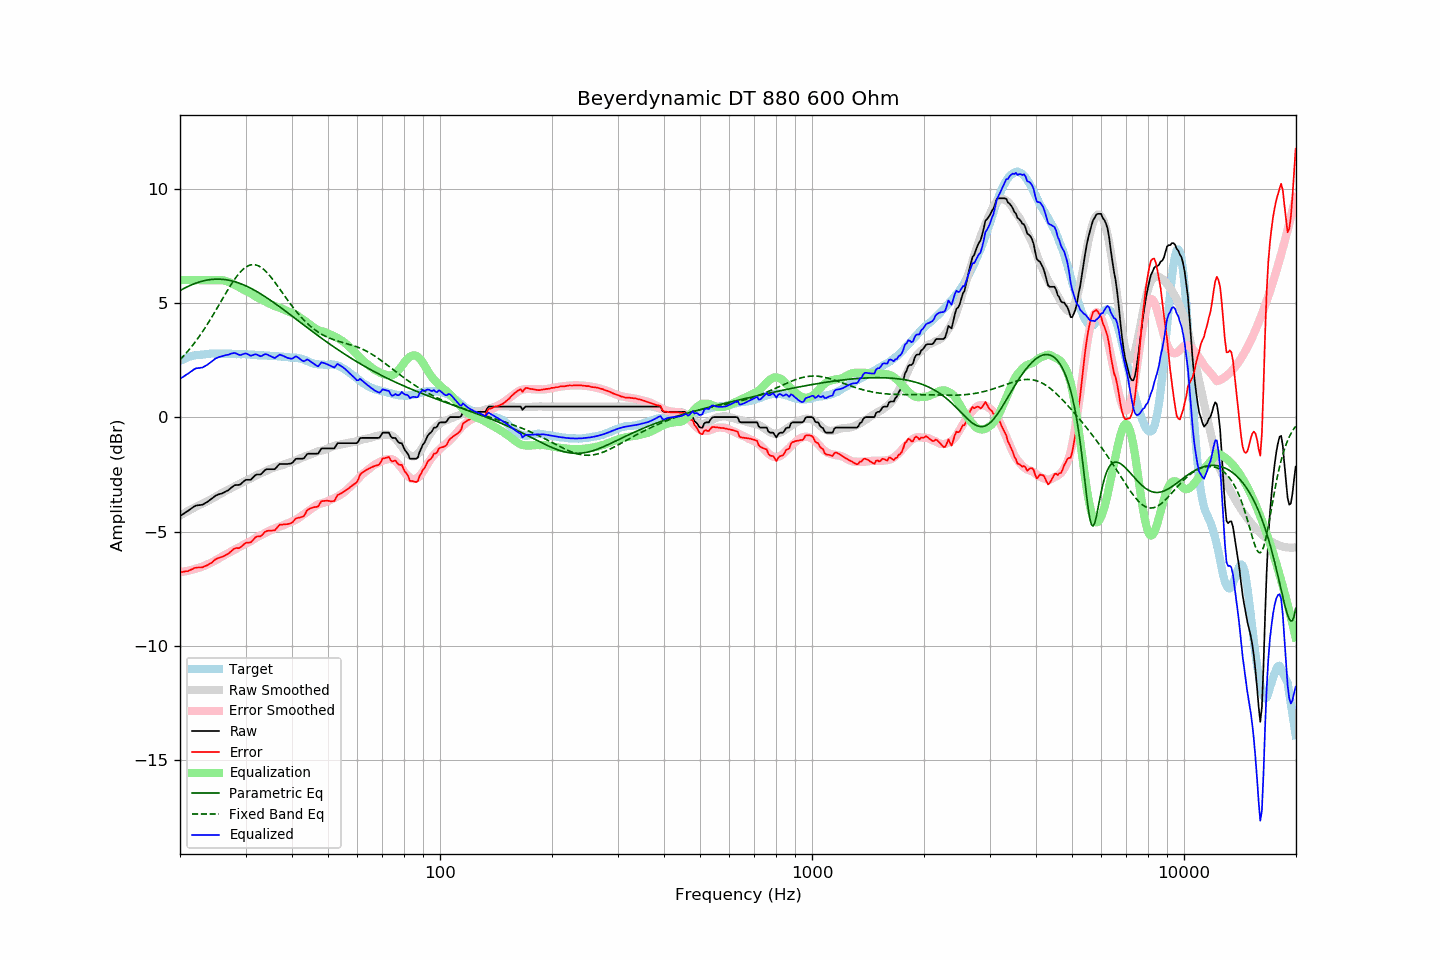 Beyerdynamic DT 880 600 Ohm
Amplitude (dBr)
10
5
0
−5
−10
−15
Target
Raw Smoothed
Error Smoothed
Raw
Error
Equalization
Parametric Eq
Fixed Band Eq
Equalized
100
1000
10000
Frequency (Hz)